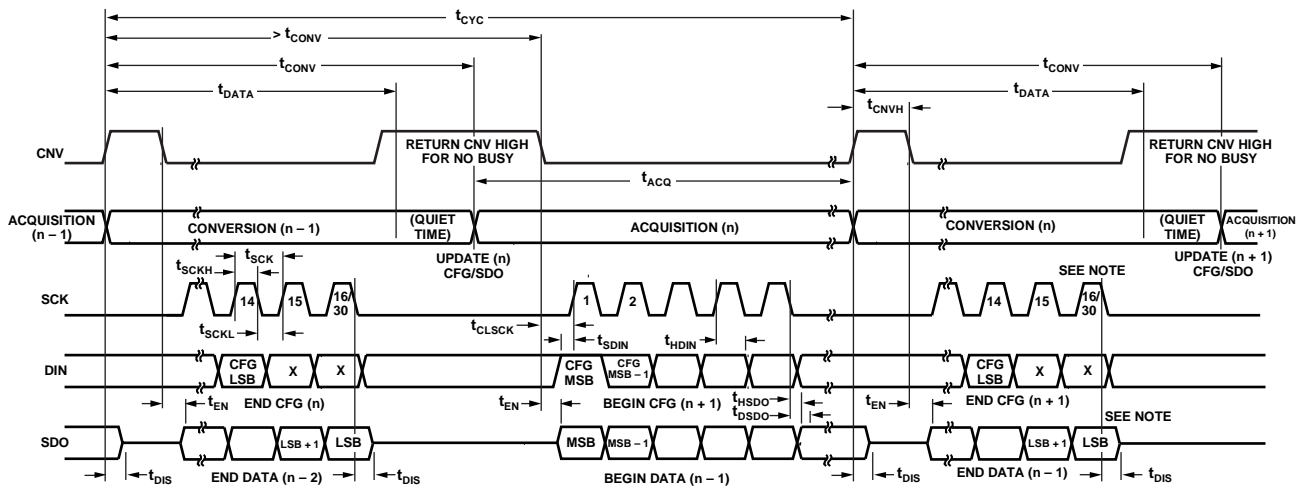 tCYC
> tCONV
tCONV
tCONV
tDATA
tDATA
tCNVH
CNV
RETURN CNV HIGH
FOR NO BUSY
RETURN CNV HIGH
FOR NO BUSY
tACQ
ACQUISITION
(n – 1)
CONVERSION (n – 1)
(QUIET
TIME)
ACQUISITION (n)
CONVERSION (n)
(QUIET
TIME)
ACQUISITION
(n + 1)
UPDATE (n)
CFG/SDO
UPDATE (n + 1)
CFG/SDO
tSCKH
tSCK
SEE NOTE
SCK
14
15
16/
30
1
2
14
15
16/
30
tSCKL
tCLSCK
tSDIN
tHDIN
DIN
CFG
LSB
X
X
CFG
MSB
CFG
MSB–1
CFG
LSB
X
X
tEN
END CFG (n)
tEN
BEGIN CFG (n + 1)
tHSDO
tDSDO
tEN
END CFG (n + 1)
SEE NOTE
SDO
LSB + 1
LSB
MSB
MSB–1
LSB + 1
LSB
tDIS
END DATA (n – 2)
tDIS
BEGIN DATA (n – 1)
tDIS
END DATA (n – 1)
tDIS